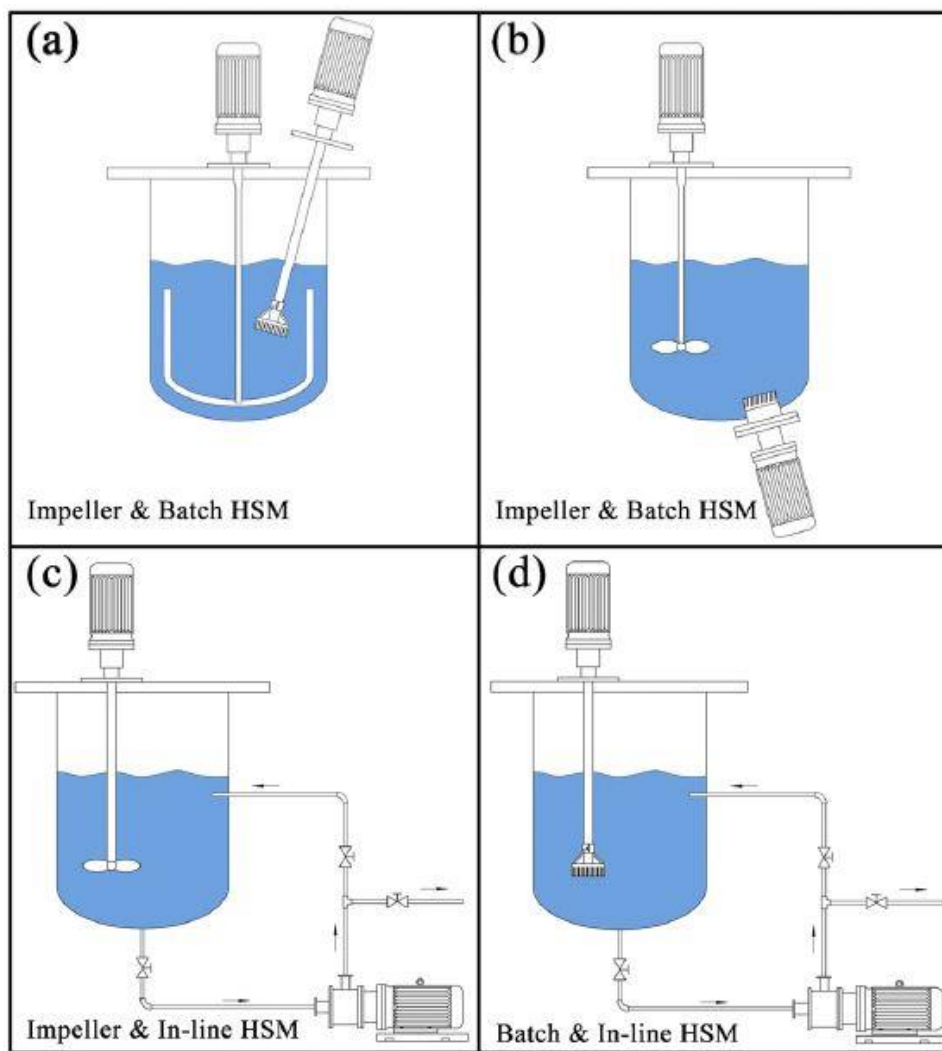 (a)
Impeller & Batch HSM
(b)
Impeller & Batch HSM
(c)
Impeller & In-line HSM
(d)
Batch & In-line HSM